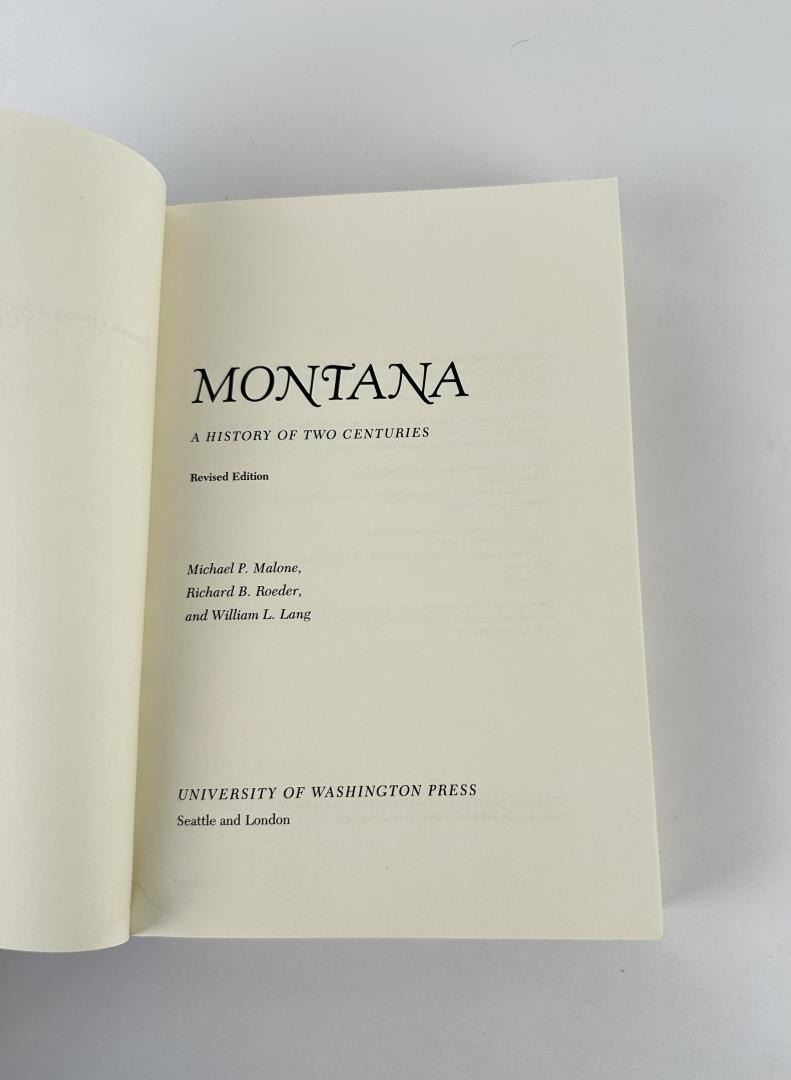 MONTANA
A HISTORY OF TWO CENTURIES
Revised Edition
Michael P. Malone,
Richard B. Roeder,
and William L. Lang
UNIVERSITY OF WASHINGTON PRESS
Seattle and London